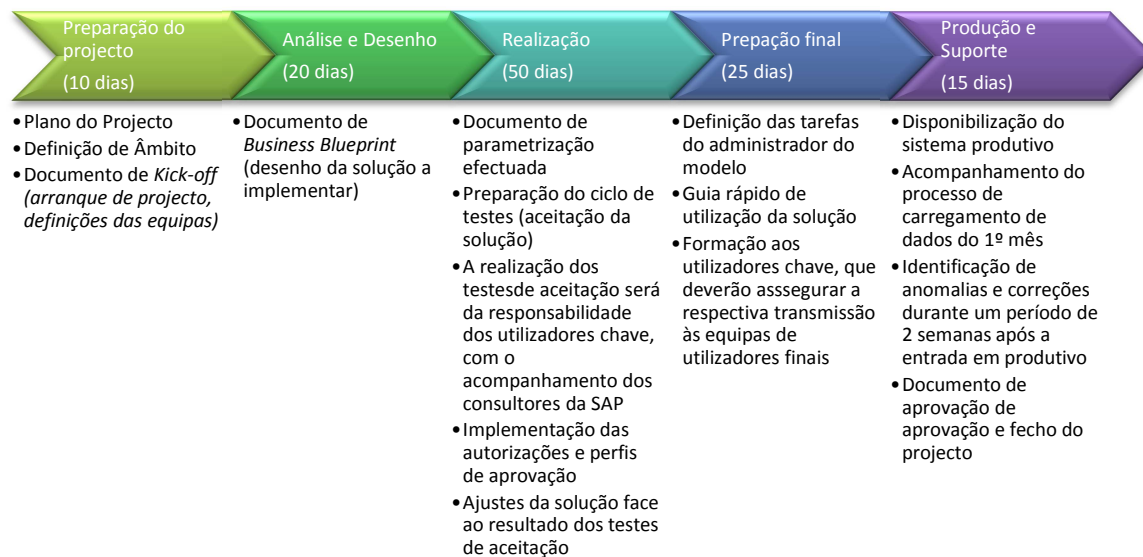 Preparação do
projecto
(10 dias)
Análise e Desenho
(20 dias)
Realização
(50 dias)
Prepação final
(25 dias)
Produção e
Suporte
(15 dias)
•Plano do Projecto
•Definição de Âmbito
•Documento de Kick-off
(arranque de projecto,
definições das equipas)
•Documento de
Business Blueprint
(desenho da solução a
implementar)
•Documento de
parametrização
efectuada
•Preparação do ciclo de
testes (aceitação da
solução)
•A realização dos
testesde aceitação será
da responsabilidade
dos utilizadores chave,
com o
acompanhamento dos
consultores da SAP
•Implementação das
autorizações e perfis
de aprovação
•Ajustes da solução face
ao resultado dos testes
de aceitação
•Definição das tarefas
do administrador do
modelo
•Guia rápido de
utilização da solução
•Formação aos
utilizadores chave, que
deverão asssegurar a
respectiva transmissão
às equipas de
utilizadores finais
•Disponibilização do
sistema produtivo
•Acompanhamento do
processo de
carregamento de
dados do 1º mês
•Identificação de
anomalias e correções
durante um período de
2 semanas após a
entrada em produtivo
•Documento de
aprovação de
aprovação e fecho do
projecto